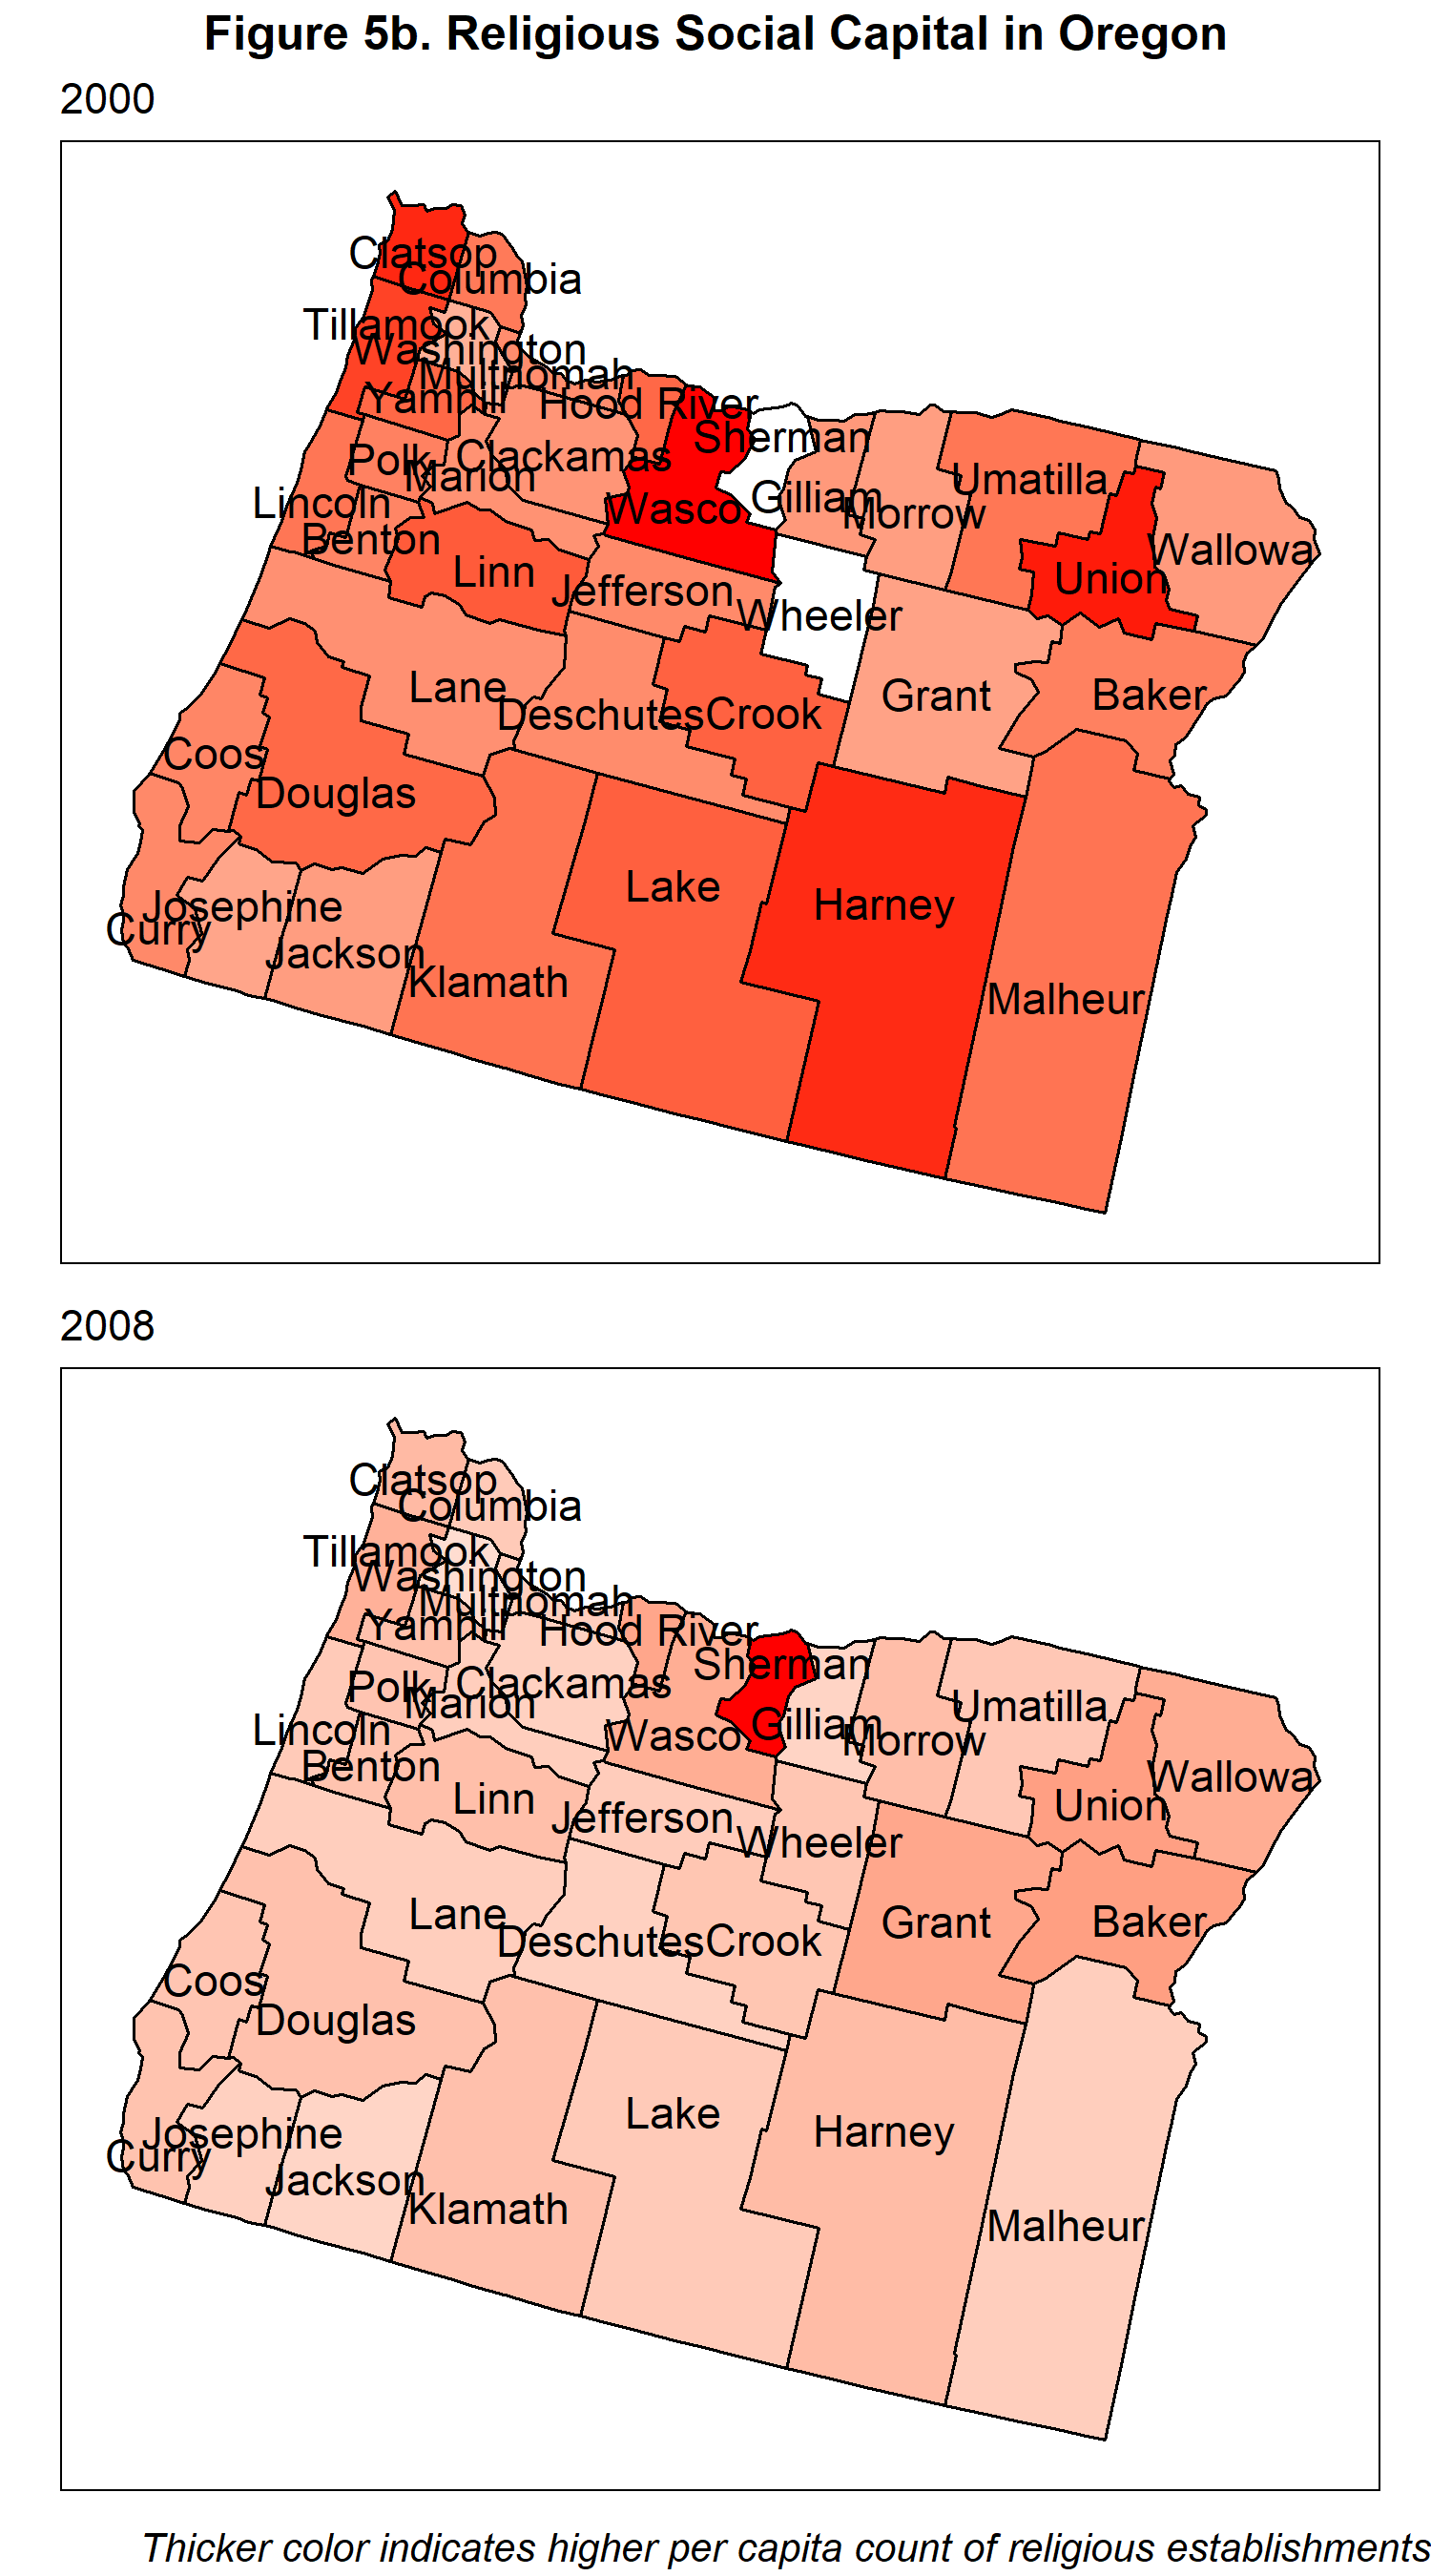 Figure 5b. Religious Social Capital in Oregon
2000
Clatsop
Columbia
Tillamook
Washington
Multnomah
Yamhill
Hood River
Sherman
Polk
Clackamas
Marion
Umatilla
Lincoln
Wasco
Gilliam
Morrow
Benton
Wallowa
Linn
Jefferson
Union
Wheeler
Lane
Grant
Baker
Deschutes
Crook
Coos
Douglas
Lake
Harney
Josephine
Curry
Jackson
Klamath
Malheur
2008
Clatsop
Columbia
Tillamook
Washington
Multnomah
Yamhill
Hood River
Sherman
Polk
Clackamas
Marion
Umatilla
Lincoln
Wasco
Gilliam
Morrow
Benton
Wallowa
Linn
Jefferson
Union
Wheeler
Lane
Grant
Baker
Deschutes
Crook
Coos
Douglas
Lake
Harney
Josephine
Curry
Jackson
Klamath
Malheur
Thicker color indicates higher per capita count of religious establishments